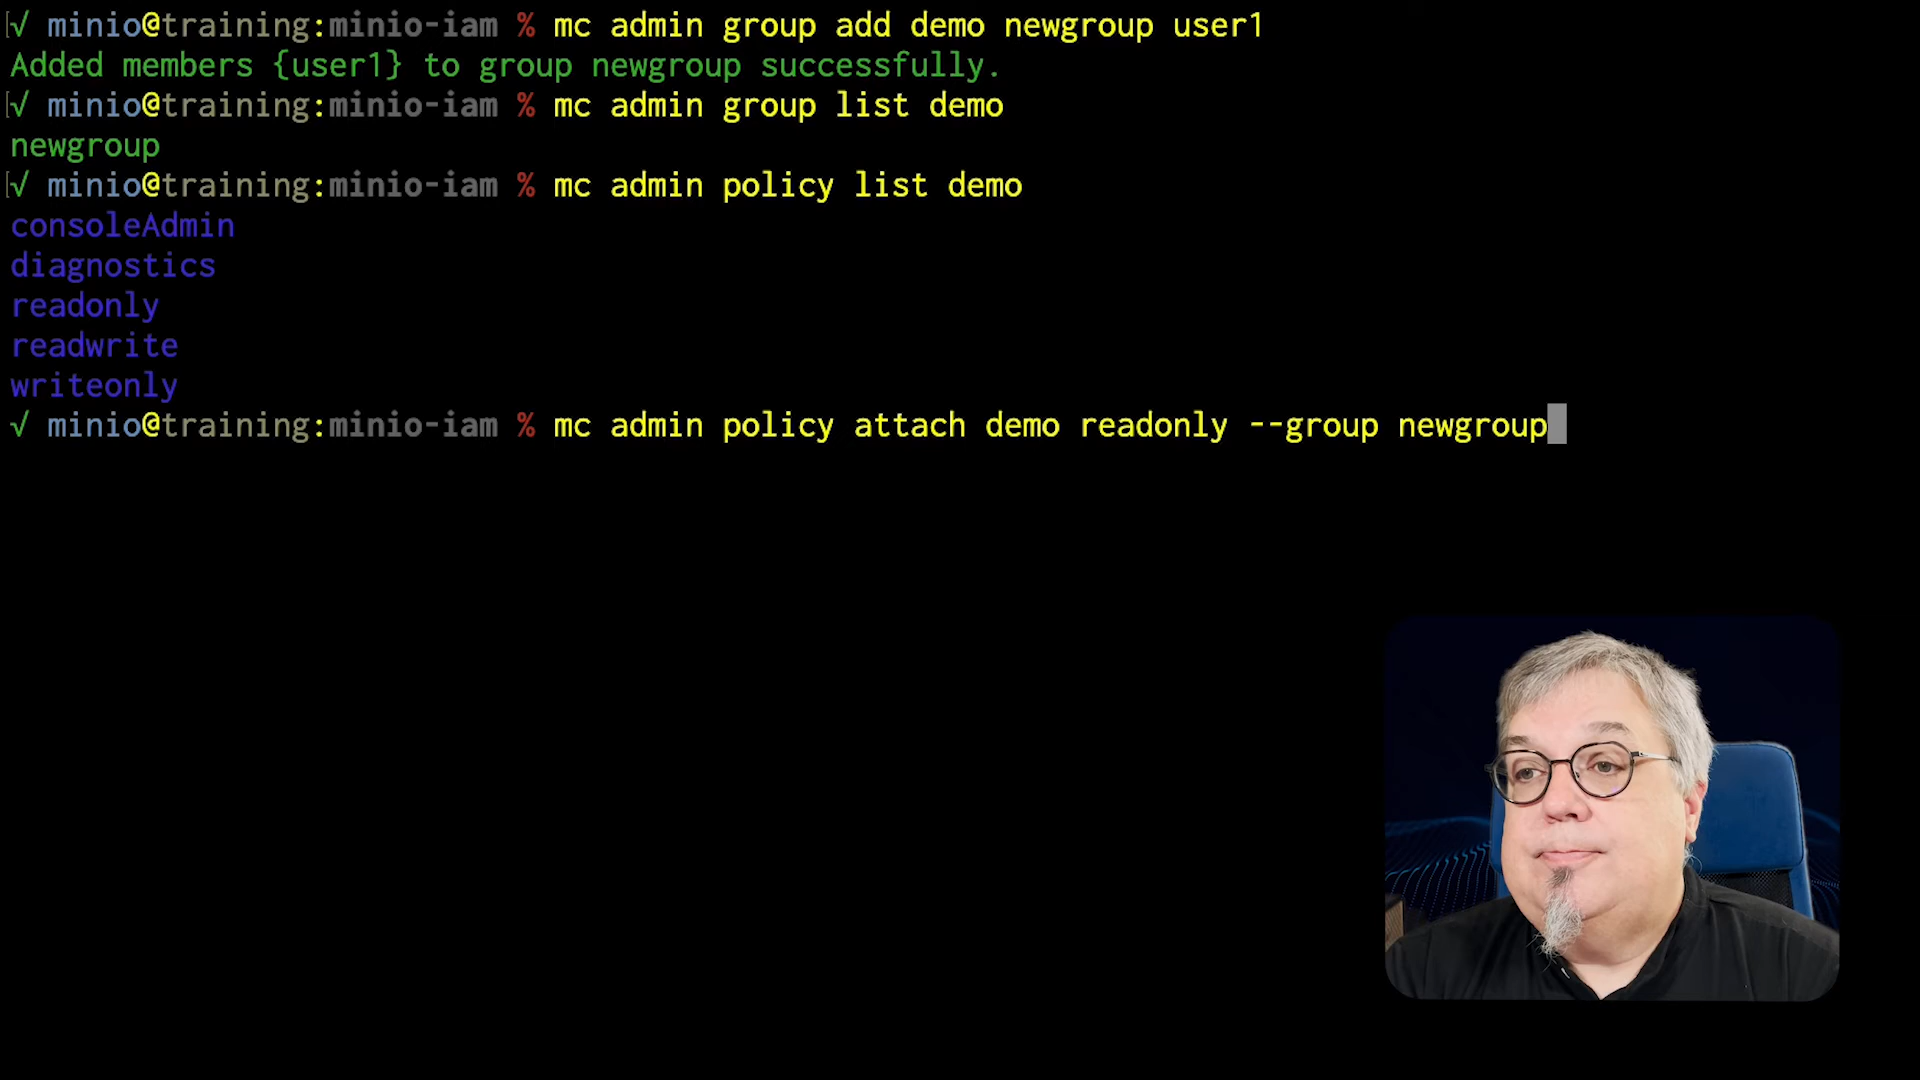 [√ minio@training:minio-iam % mc admin group add demo newgroup user1
Added members {user1} to group newgroup successfully.
[√ minio@training:minio-iam % mc admin group list demo
newgroup
[√ minio@training:minio-iam % mc admin policy list demo
consoleAdmin
diagnostics
readonly
readwrite
writeonly
√ minio@training:minio-iam % mc admin policy attach demo readonly --group newgroup